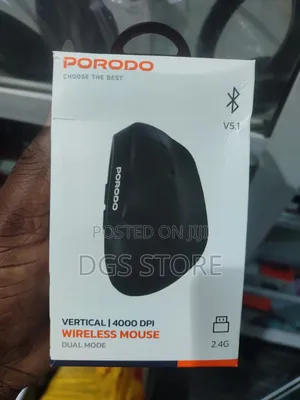 PORODO
CHOOSE THE BEST
V5.1
PORODO
POSTED ON JIJI
DGS STORE
VERTICAL | 4000 DPI
WIRELESS MOUSE
DUAL MODE
2.4G